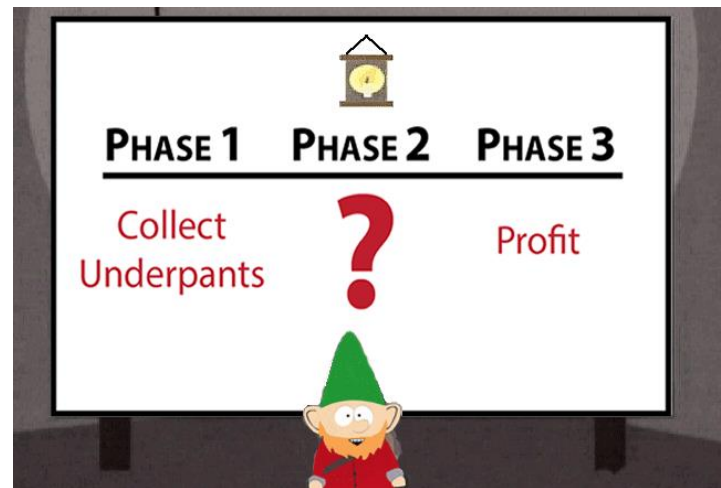 PHASE 1 PHASE 2 PHASE 3
Collect
Underpants
?
Profit